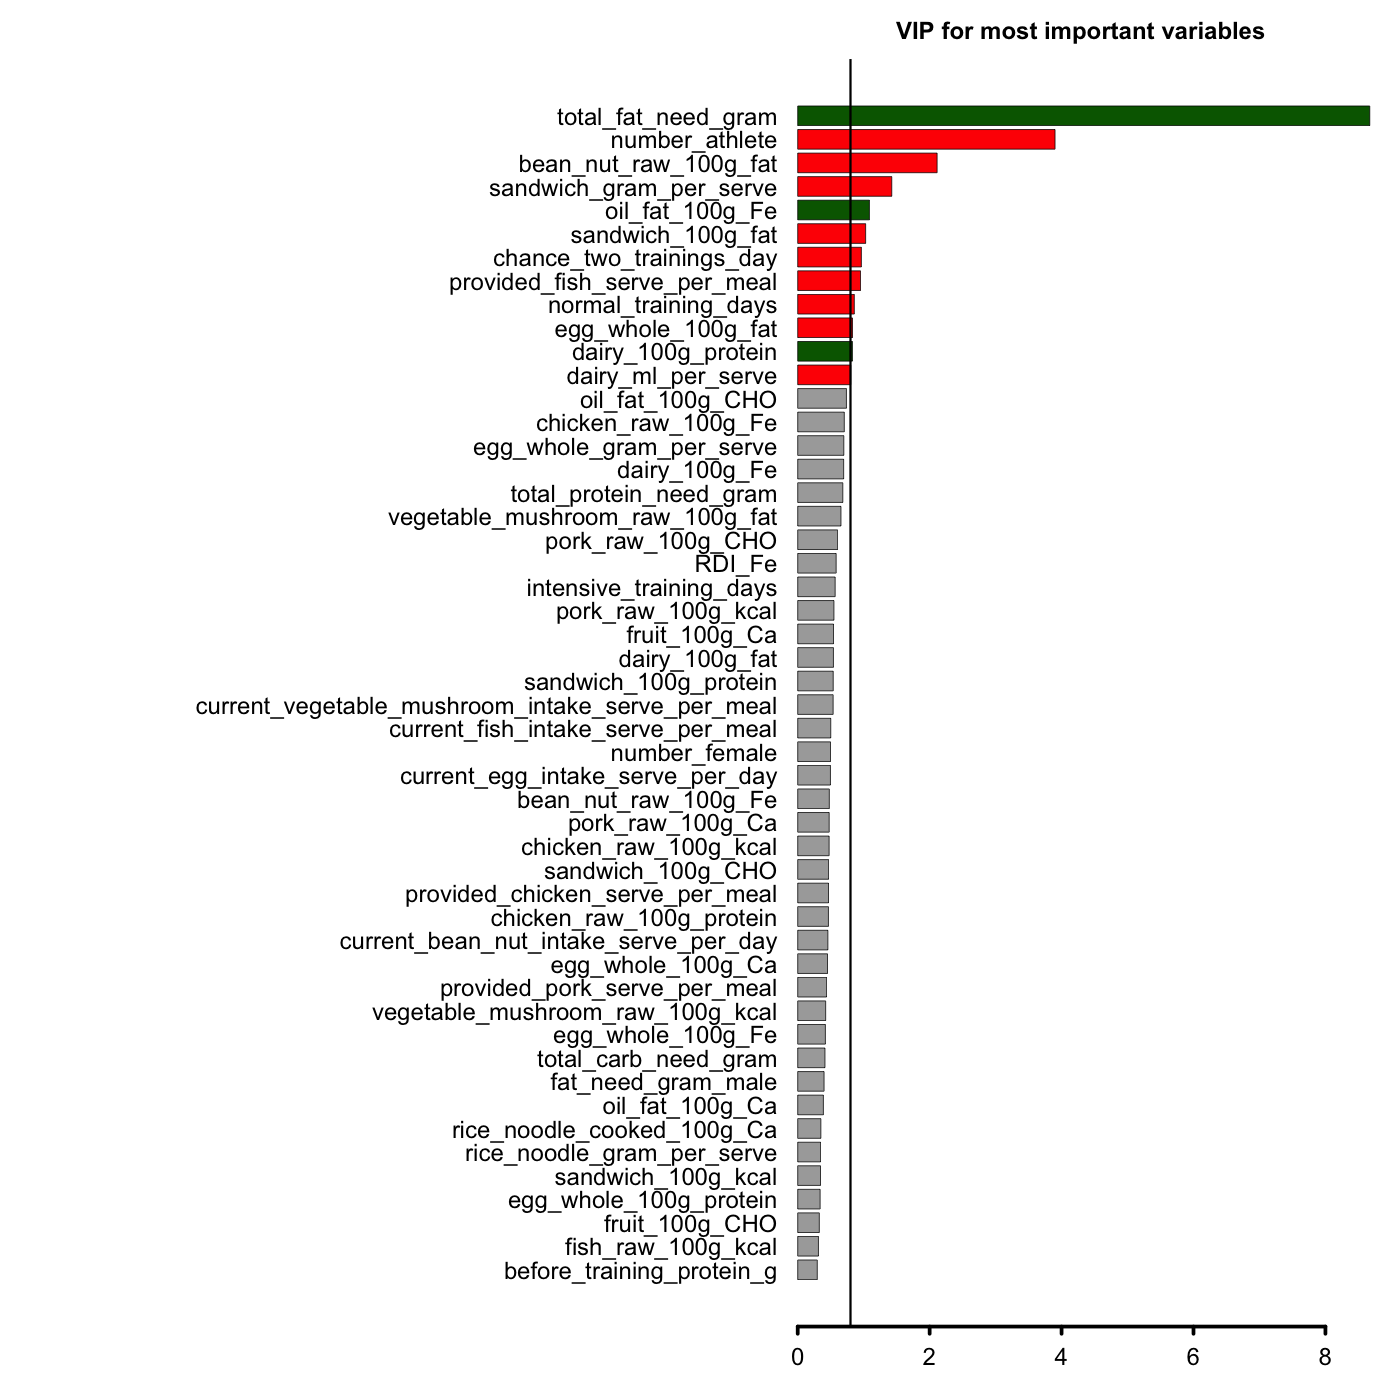 VIP for most important variables
total_fat_need_gram
number_athlete
bean_nut_raw_100g_fat
sandwich_gram_per_serve
oil_fat_100g_Fe
sandwich_100g_fat
chance_two_trainings_day
provided_fish_serve_per_meal
normal_training_days
egg_whole_100g_fat
dairy_100g_protein
dairy_ml_per_serve
oil_fat_100g_CHO
chicken_raw_100g_Fe
egg_whole_gram_per_serve
dairy_100g_Fe
total_protein_need_gram
vegetable_mushroom_raw_100g_fat
pork_raw_100g_CHO
RDI_Fe
intensive_training_days
pork_raw_100g_kcal
fruit_100g_Ca
dairy_100g_fat
sandwich_100g_protein
current_vegetable_mushroom_intake_serve_per_meal
current_fish_intake_serve_per_meal
number_female
current_egg_intake_serve_per_day
bean_nut_raw_100g_Fe
pork_raw_100g_Ca
chicken_raw_100g_kcal
sandwich_100g_CHO
provided_chicken_serve_per_meal
chicken_raw_100g_protein
current_bean_nut_intake_serve_per_day
egg_whole_100g_Ca
provided_pork_serve_per_meal
vegetable_mushroom_raw_100g_kcal
egg_whole_100g_Fe
total_carb_need_gram
fat_need_gram_male
oil_fat_100g_Ca
rice_noodle_cooked_100g_Ca
rice_noodle_gram_per_serve
sandwich_100g_kcal
egg_whole_100g_protein
fruit_100g_CHO
fish_raw_100g_kcal
before_training_protein_g
0 2 4 6 8